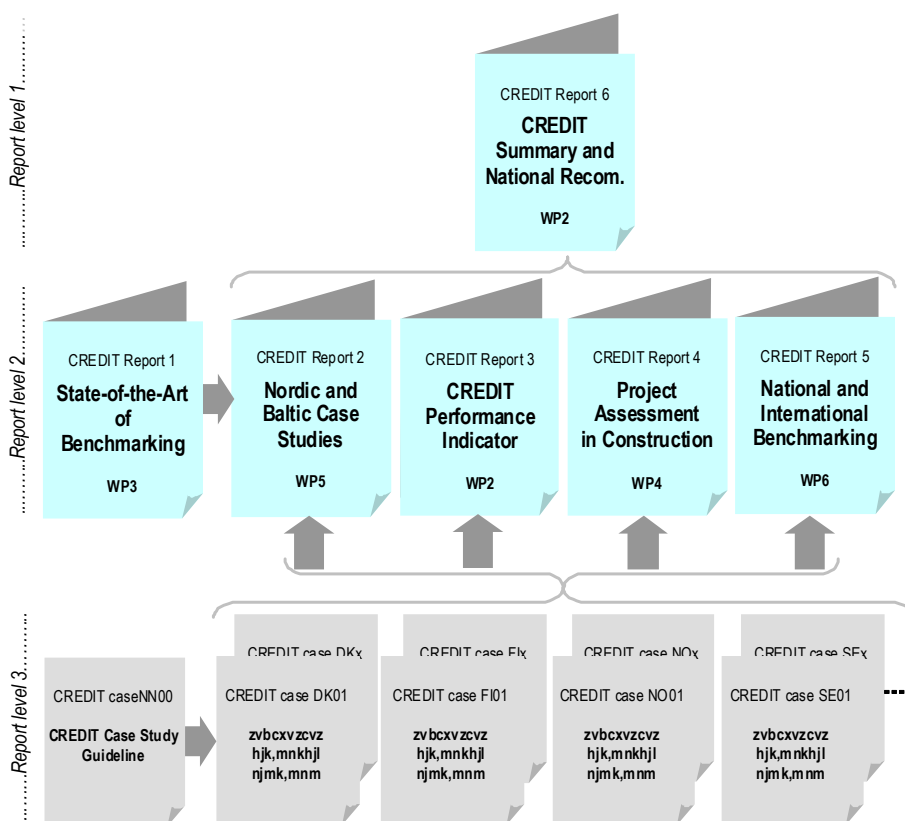 .........Report level 1.............
CREDIT Report 6
CREDIT
Summary and
National Recom.
WP2
.........Report level 2.............
CREDIT Report 1
State-of-the-Art
of
Benchmarking
WP3
CREDIT Report 2
Nordic and
Baltic Case
Studies
WP5
CREDIT Report 3
CREDIT
Performance
Indicator
WP2
CREDIT Report 4
Project
Assessment
in Construction
WP4
CREDIT Report 5
National and
International
Benchmarking
WP6
.........Report level 3.............
CREDIT caseNN00
CREDIT Case Study
Guideline
CREDIT case DKx
CREDIT case DK01
zvbcxvzcvz
hjk,mnkhjl
njmk,mnm
CREDIT case FIx
CREDIT case FI01
zvbcxvzcvz
hjk,mnkhjl
njmk,mnm
CREDIT case NOx
CREDIT case NO01
zvbcxvzcvz
hjk,mnkhjl
njmk,mnm
CREDIT case SEx
CREDIT case SE01
zvbcxvzcvz
hjk,mnkhjl
njmk,mnm